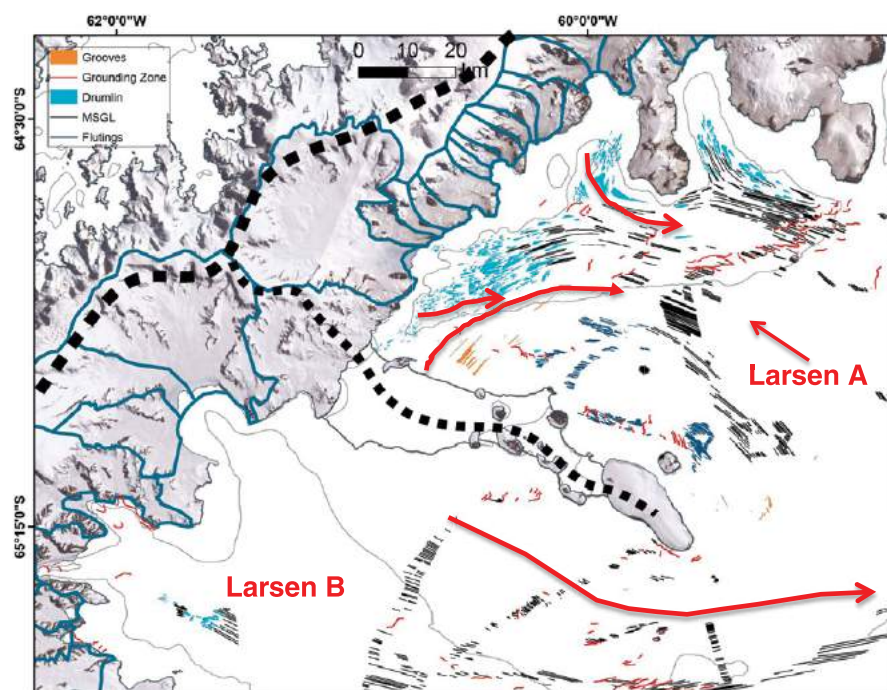 62°0'0"W
60°0'0"W
Grooves
Grounding Zone
Drumlin
MSGL
Flutings
0 10 20
km
64°30'0"S
65°15'0"S
Larsen A
Larsen B